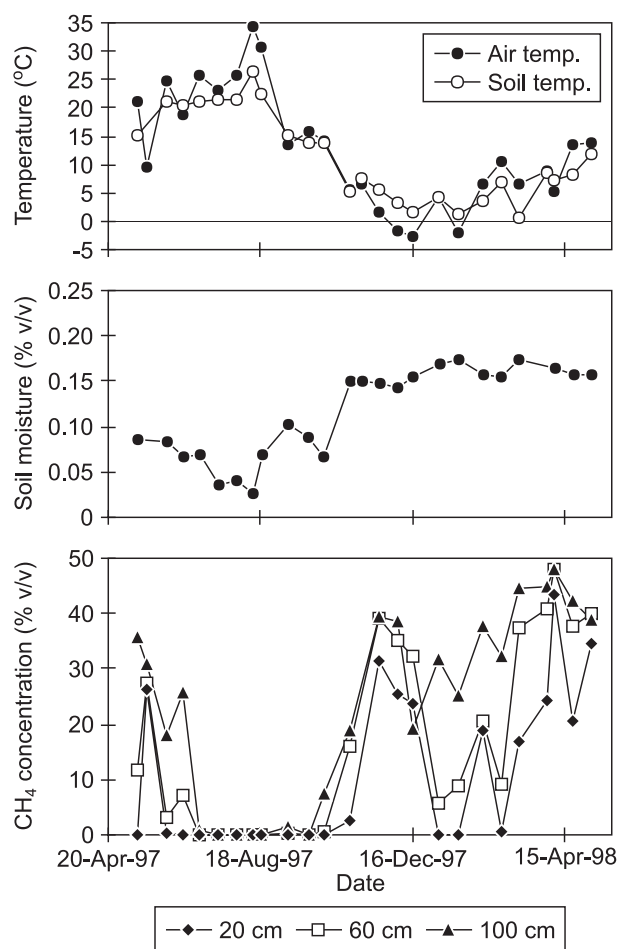 35
30
25
20
15
10
5
0
-5
Temperature (°C)
Air temp.
Soil temp.
0.25
0.20
0.15
0.10
0.05
0
Soil moisture (% v/v)
50
40
30
20
10
0
CH₄ concentration (% v/v)
20-Apr-97 18-Aug-97 16-Dec-97 15-Apr-98
Date
20 cm 60 cm 100 cm